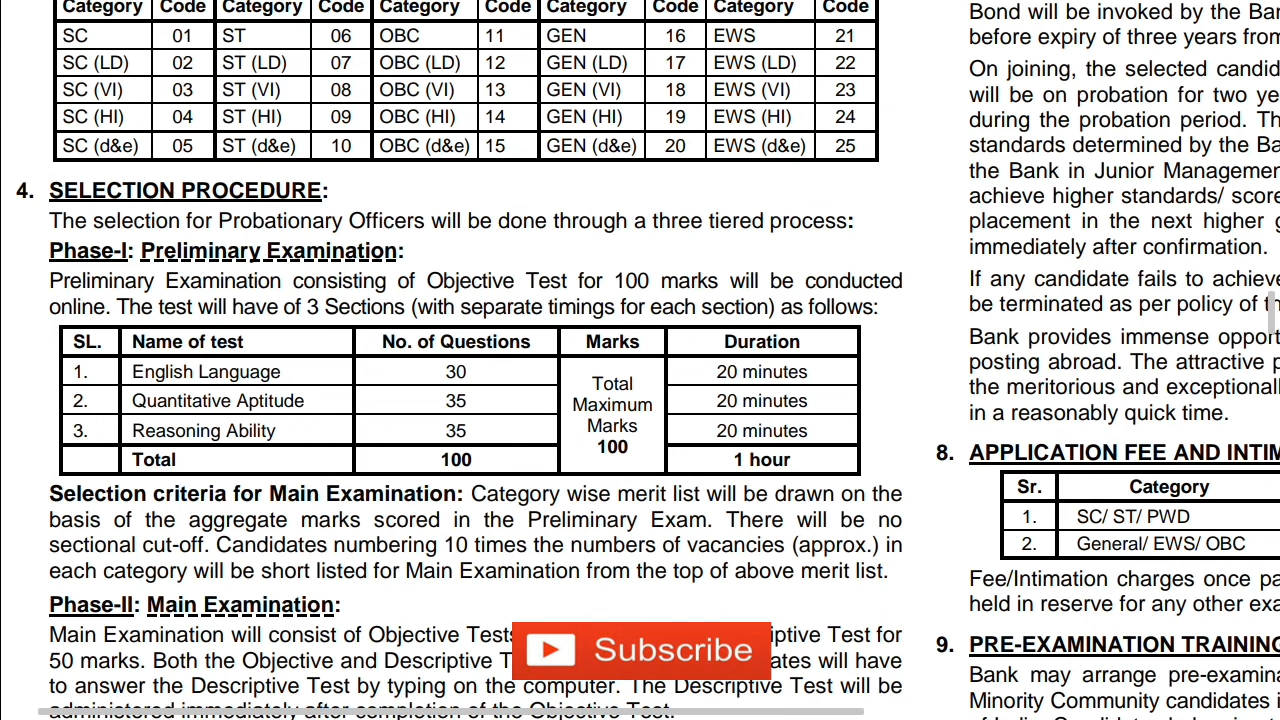 Category Code Category Code Category Code Category Code Category Code
SC 01 ST 06 OBC 11 GEN 16 EWS 21
SC (LD) 02 ST (LD) 07 OBC (LD) 12 GEN (LD) 17 EWS (LD) 22
SC (VI) 03 ST (VI) 08 OBC (VI) 13 GEN (VI) 18 EWS (VI) 23
SC (HI) 04 ST (HI) 09 OBC (HI) 14 GEN (HI) 19 EWS (HI) 24
SC (d&e) 05 ST (d&e) 10 OBC (d&e) 15 GEN (d&e) 20 EWS (d&e) 25
4. SELECTION PROCEDURE:
The selection for Probationary Officers will be done through a three tiered process:
Phase-I: Preliminary Examination:
Preliminary Examination consisting of Objective Test for 100 marks will be conducted
online. The test will have of 3 Sections (with separate timings for each section) as follows:
SL. Name of test No. of Questions Marks Duration
1. English Language 30 20 minutes
2. Quantitative Aptitude 35 20 minutes
3. Reasoning Ability 35 20 minutes
Total 100 1 hour
Total
Maximum
Marks
100
Selection criteria for Main Examination: Category wise merit list will be drawn on the
basis of the aggregate marks scored in the Preliminary Exam. There will be no
sectional cut-off. Candidates numbering 10 times the numbers of vacancies (approx.) in
each category will be short listed for Main Examination from the top of above merit list.
Phase-II: Main Examination:
Main Examination will consist of Objective Tests Test for
50 marks. Both the Objective and Descriptive will have
to answer the Descriptive Test by typing on the computer. The Descriptive Test will be
administered immediately after completion of the Objective Test.
Subscribe
Bond will be invoked by the
before expiry of three years from
On joining, the selected
will be on probation for two
during the probation period.
standards determined by the
the Bank in Junior
achieve higher standards/
placement in the next higher
immediately after confirmation.
If any candidate fails to
be terminated as per policy of
Bank provides immense
posting abroad. The attractive
the meritorious and
in a reasonably quick time.
8. APPLICATION FEE AND
Sr. Category
1. SC/ ST/ PWD
2. General/ EWS/ OBC
Fee/Intimation charges once
held in reserve for any other
9. PRE-EXAMINATION TRAINING
Bank may arrange
Minority Community candidates